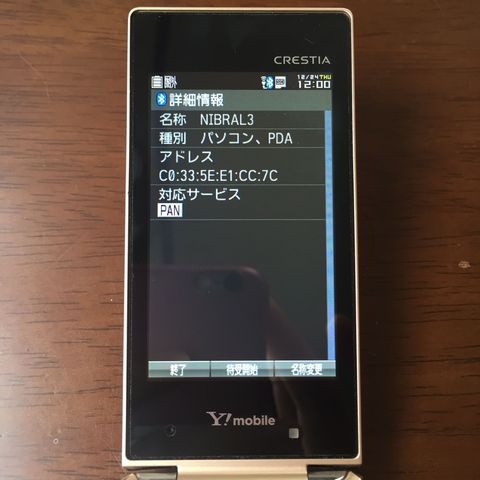 CRESTIA
12/24THU
12:00
詳細情報
名称 NIBRAL3
種別 パソコン、PDA
アドレス
C0:33:5E:E1:CC:7C
対応サービス
PAN
終了 待受開始 名称変更
Y!mobile